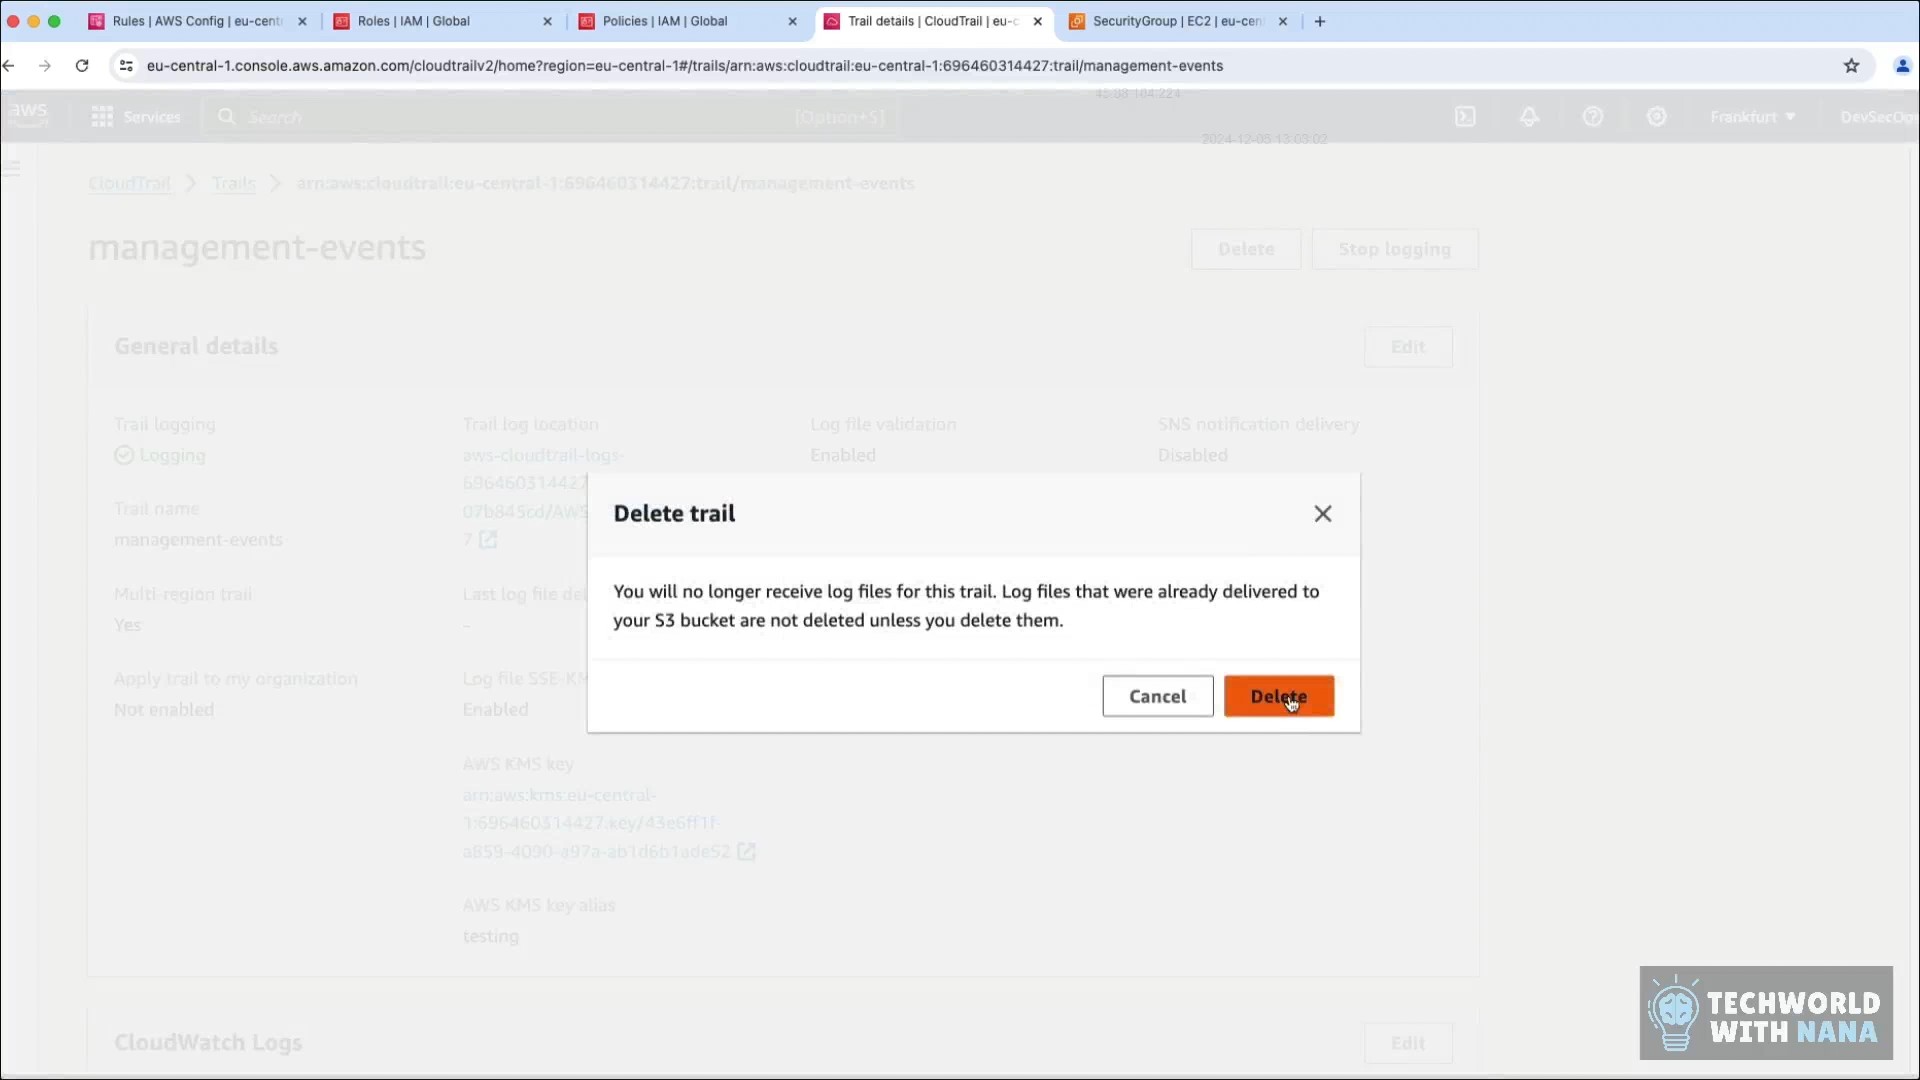 Rules | AWS Config | eu-cent
Roles | IAM | Global
Policies | IAM | Global
Trail details | CloudTrail | eu-c
SecurityGroup | EC2 | eu-cen
eu-central-1.console.aws.amazon.com/cloudtrailv2/home?region=eu-central-1#/trails/arn:aws:cloudtrail:eu-central-1:696460314427:trail/management-events
aws
Services
Search
[Option+S]
Frankfurt
DevSecOp
2024-12-05 13:03:02
CloudTrail
Trails
arn:aws:cloudtrail:eu-central-1:696460314427:trail/management-events
management-events
Delete
Stop logging
General details
Edit
Trail logging
Logging
Trail name
management-events
Multi-region trail
Yes
Apply trail to my organization
Not enabled
Trail log location
aws-cloudtrail-logs-
696460314427
07b845cd/AWS
7
Last log file del
-
Log file SSE-KM
Enabled
AWS KMS key
arn:aws:kms:eu-central-
1:696460314427:key/43e6ff1f-
a859-4090-a97a-ab1d6b1ade52
AWS KMS key alias
testing
Log file validation
Enabled
SNS notification delivery
Disabled
Delete trail
You will no longer receive log files for this trail. Log files that were already delivered to
your S3 bucket are not deleted unless you delete them.
Cancel
Delete
CloudWatch Logs
Edit
TECHWORLD
WITH NANA